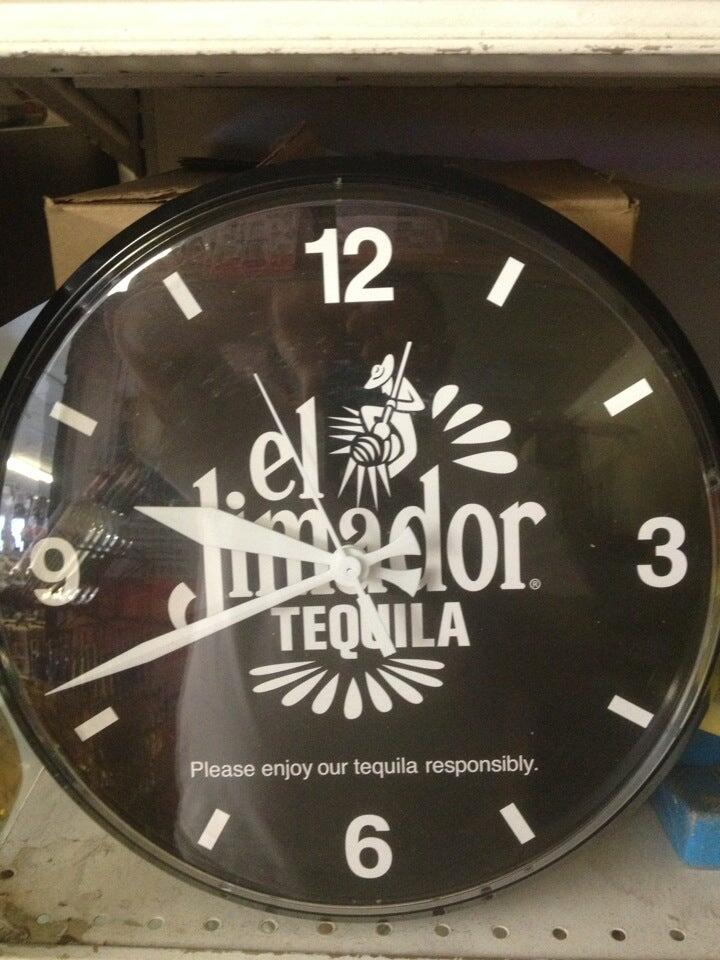 12
el
Jimador®
9
3
TEQUILA
Please enjoy our tequila responsibly.
6